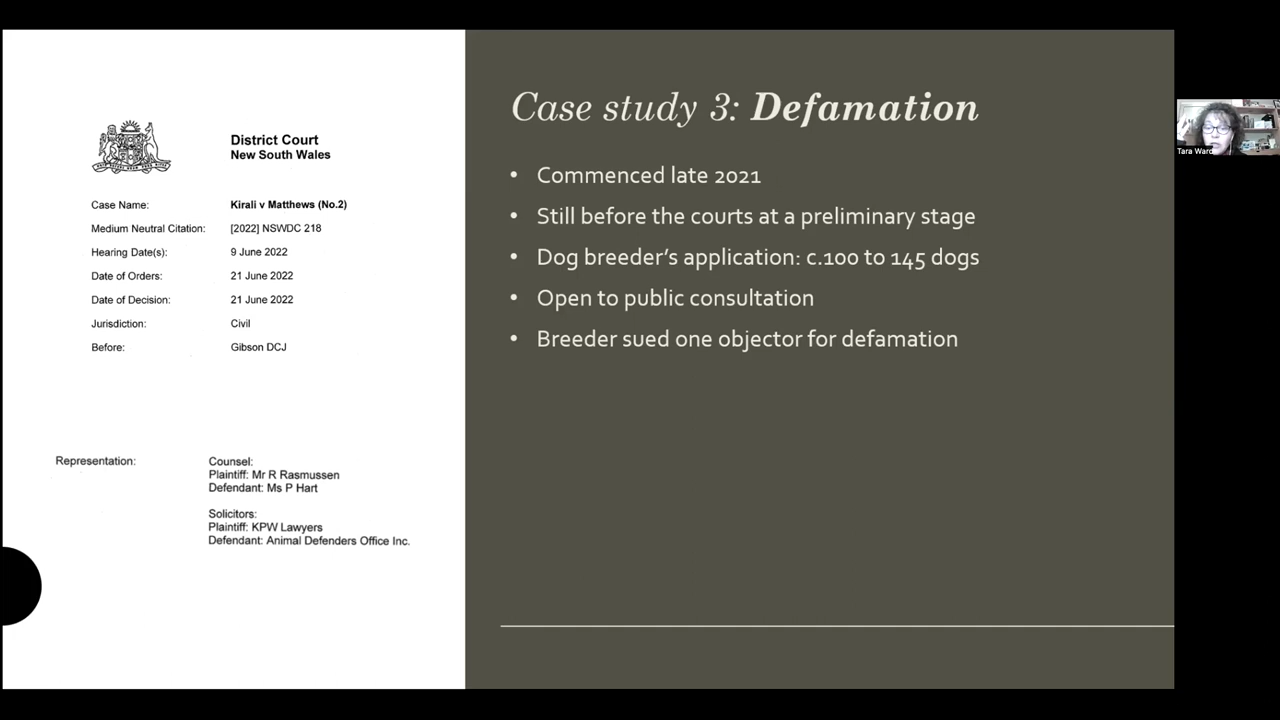 District Court
New South Wales
Case Name: Kirali v Matthews (No.2)
Medium Neutral Citation: [2022] NSWDC 218
Hearing Date(s): 9 June 2022
Date of Orders: 21 June 2022
Date of Decision: 21 June 2022
Jurisdiction: Civil
Before: Gibson DCJ
Representation: Counsel:
Plaintiff: Mr R Rasmussen
Defendant: Ms P Hart
Solicitors:
Plaintiff: KPW Lawyers
Defendant: Animal Defenders Office Inc.
Case study 3: Defamation
• Commenced late 2021
• Still before the courts at a preliminary stage
• Dog breeder’s application: c.100 to 145 dogs
• Open to public consultation
• Breeder sued one objector for defamation
Tara Ward